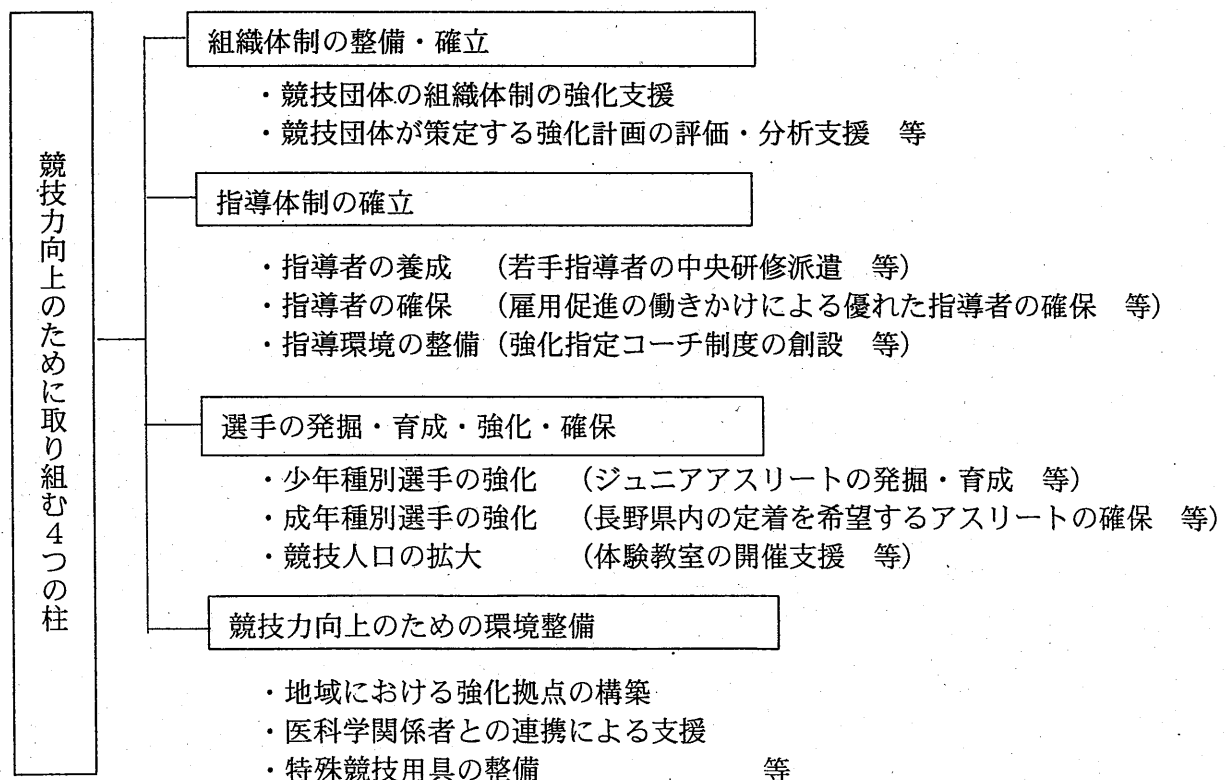 競技力向上のために取り組む４つの柱
組織体制の整備・確立
・競技団体の組織体制の強化支援
・競技団体が策定する強化計画の評価・分析支援　等
指導体制の確立
・指導者の養成　（若手指導者の中央研修派遣　等）
・指導者の確保　（雇用促進の働きかけによる優れた指導者の確保　等）
・指導環境の整備（強化指定コーチ制度の創設　等）
選手の発掘・育成・強化・確保
・少年種別選手の強化　（ジュニアアスリートの発掘・育成　等）
・成年種別選手の強化　（長野県内の定着を希望するアスリートの確保　等）
・競技人口の拡大　　　（体験教室の開催支援　等）
競技力向上のための環境整備
・地域における強化拠点の構築
・医科学関係者との連携による支援
・特殊競技用具の整備　　　　　　　等